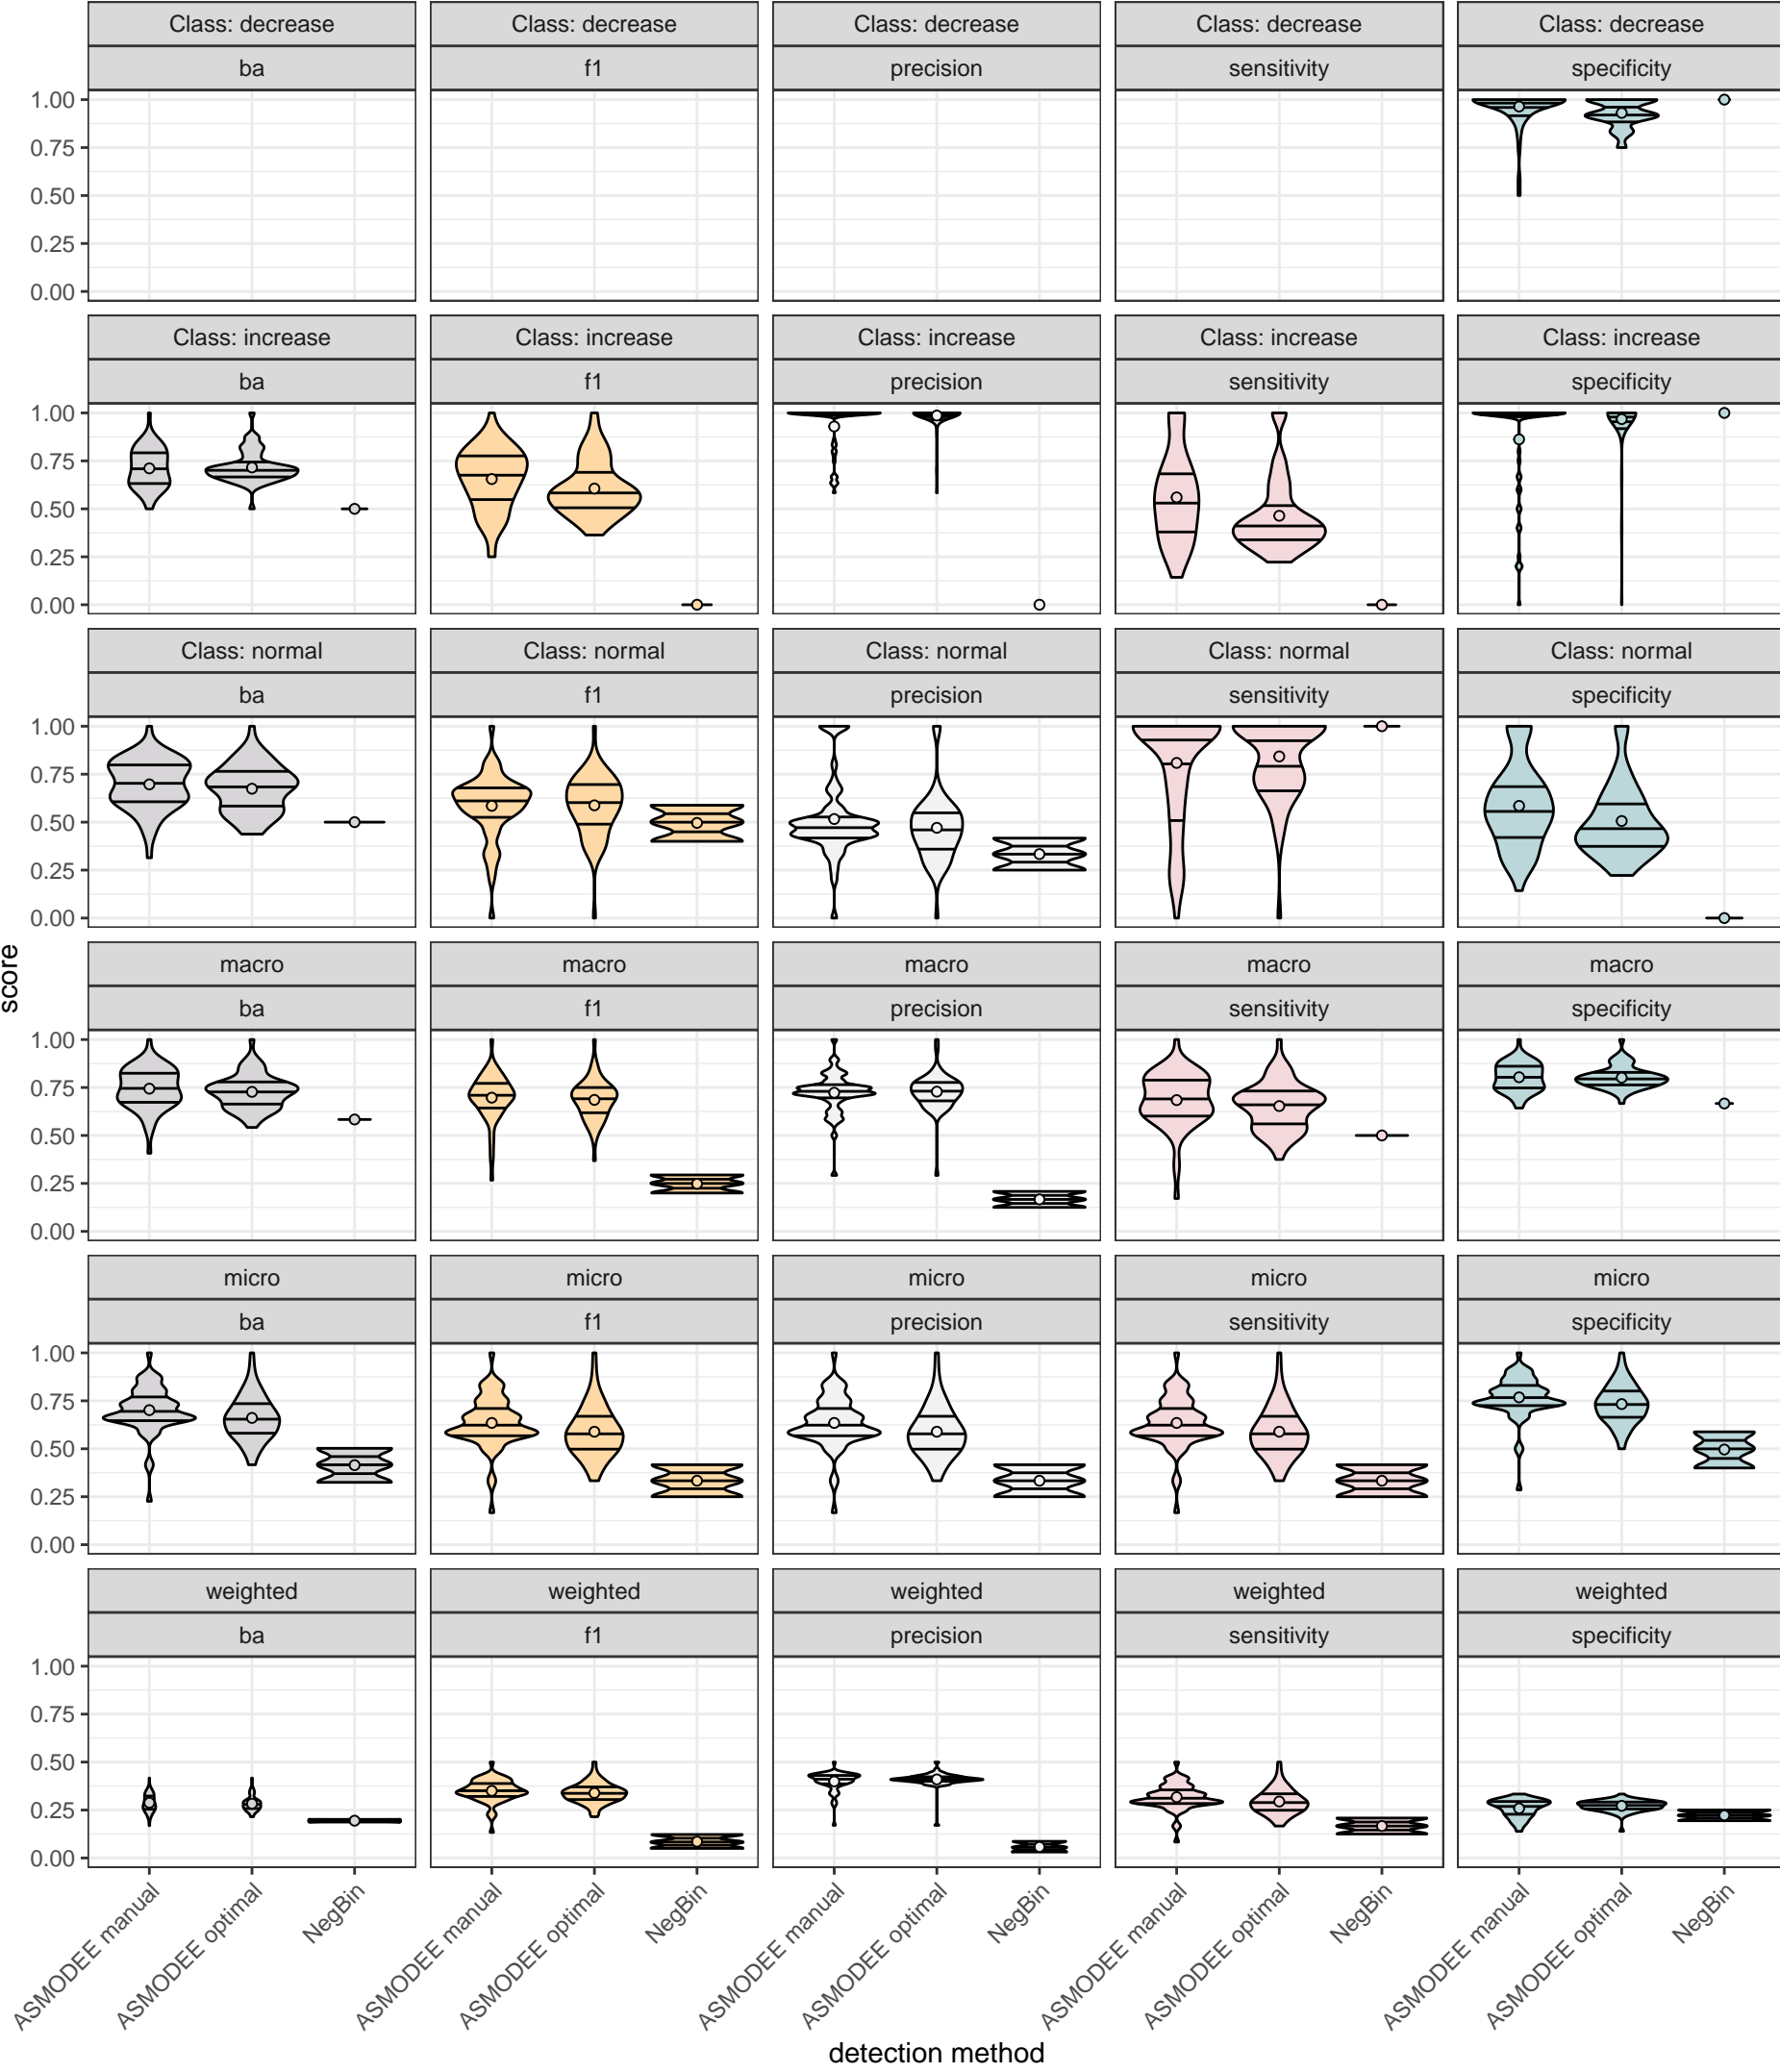 Class: decrease Class: decrease Class: decrease Class: decrease Class: decrease
ba f1 precision sensitivity specificity
1.00
0.75
0.50
0.25
0.00
Class: increase Class: increase Class: increase Class: increase Class: increase
ba f1 precision sensitivity specificity
1.00
0.75
0.50
0.25
0.00
Class: normal Class: normal Class: normal Class: normal Class: normal
ba f1 precision sensitivity specificity
1.00
0.75
0.50
0.25
0.00
score
macro macro macro macro macro
ba f1 precision sensitivity specificity
1.00
0.75
0.50
0.25
0.00
micro micro micro micro micro
ba f1 precision sensitivity specificity
1.00
0.75
0.50
0.25
0.00
weighted weighted weighted weighted weighted
ba f1 precision sensitivity specificity
1.00
0.75
0.50
0.25
0.00
ASMODEE manual ASMODEE optimal NegBin ASMODEE manual ASMODEE optimal NegBin ASMODEE manual ASMODEE optimal NegBin ASMODEE manual ASMODEE optimal NegBin ASMODEE manual ASMODEE optimal NegBin
detection method